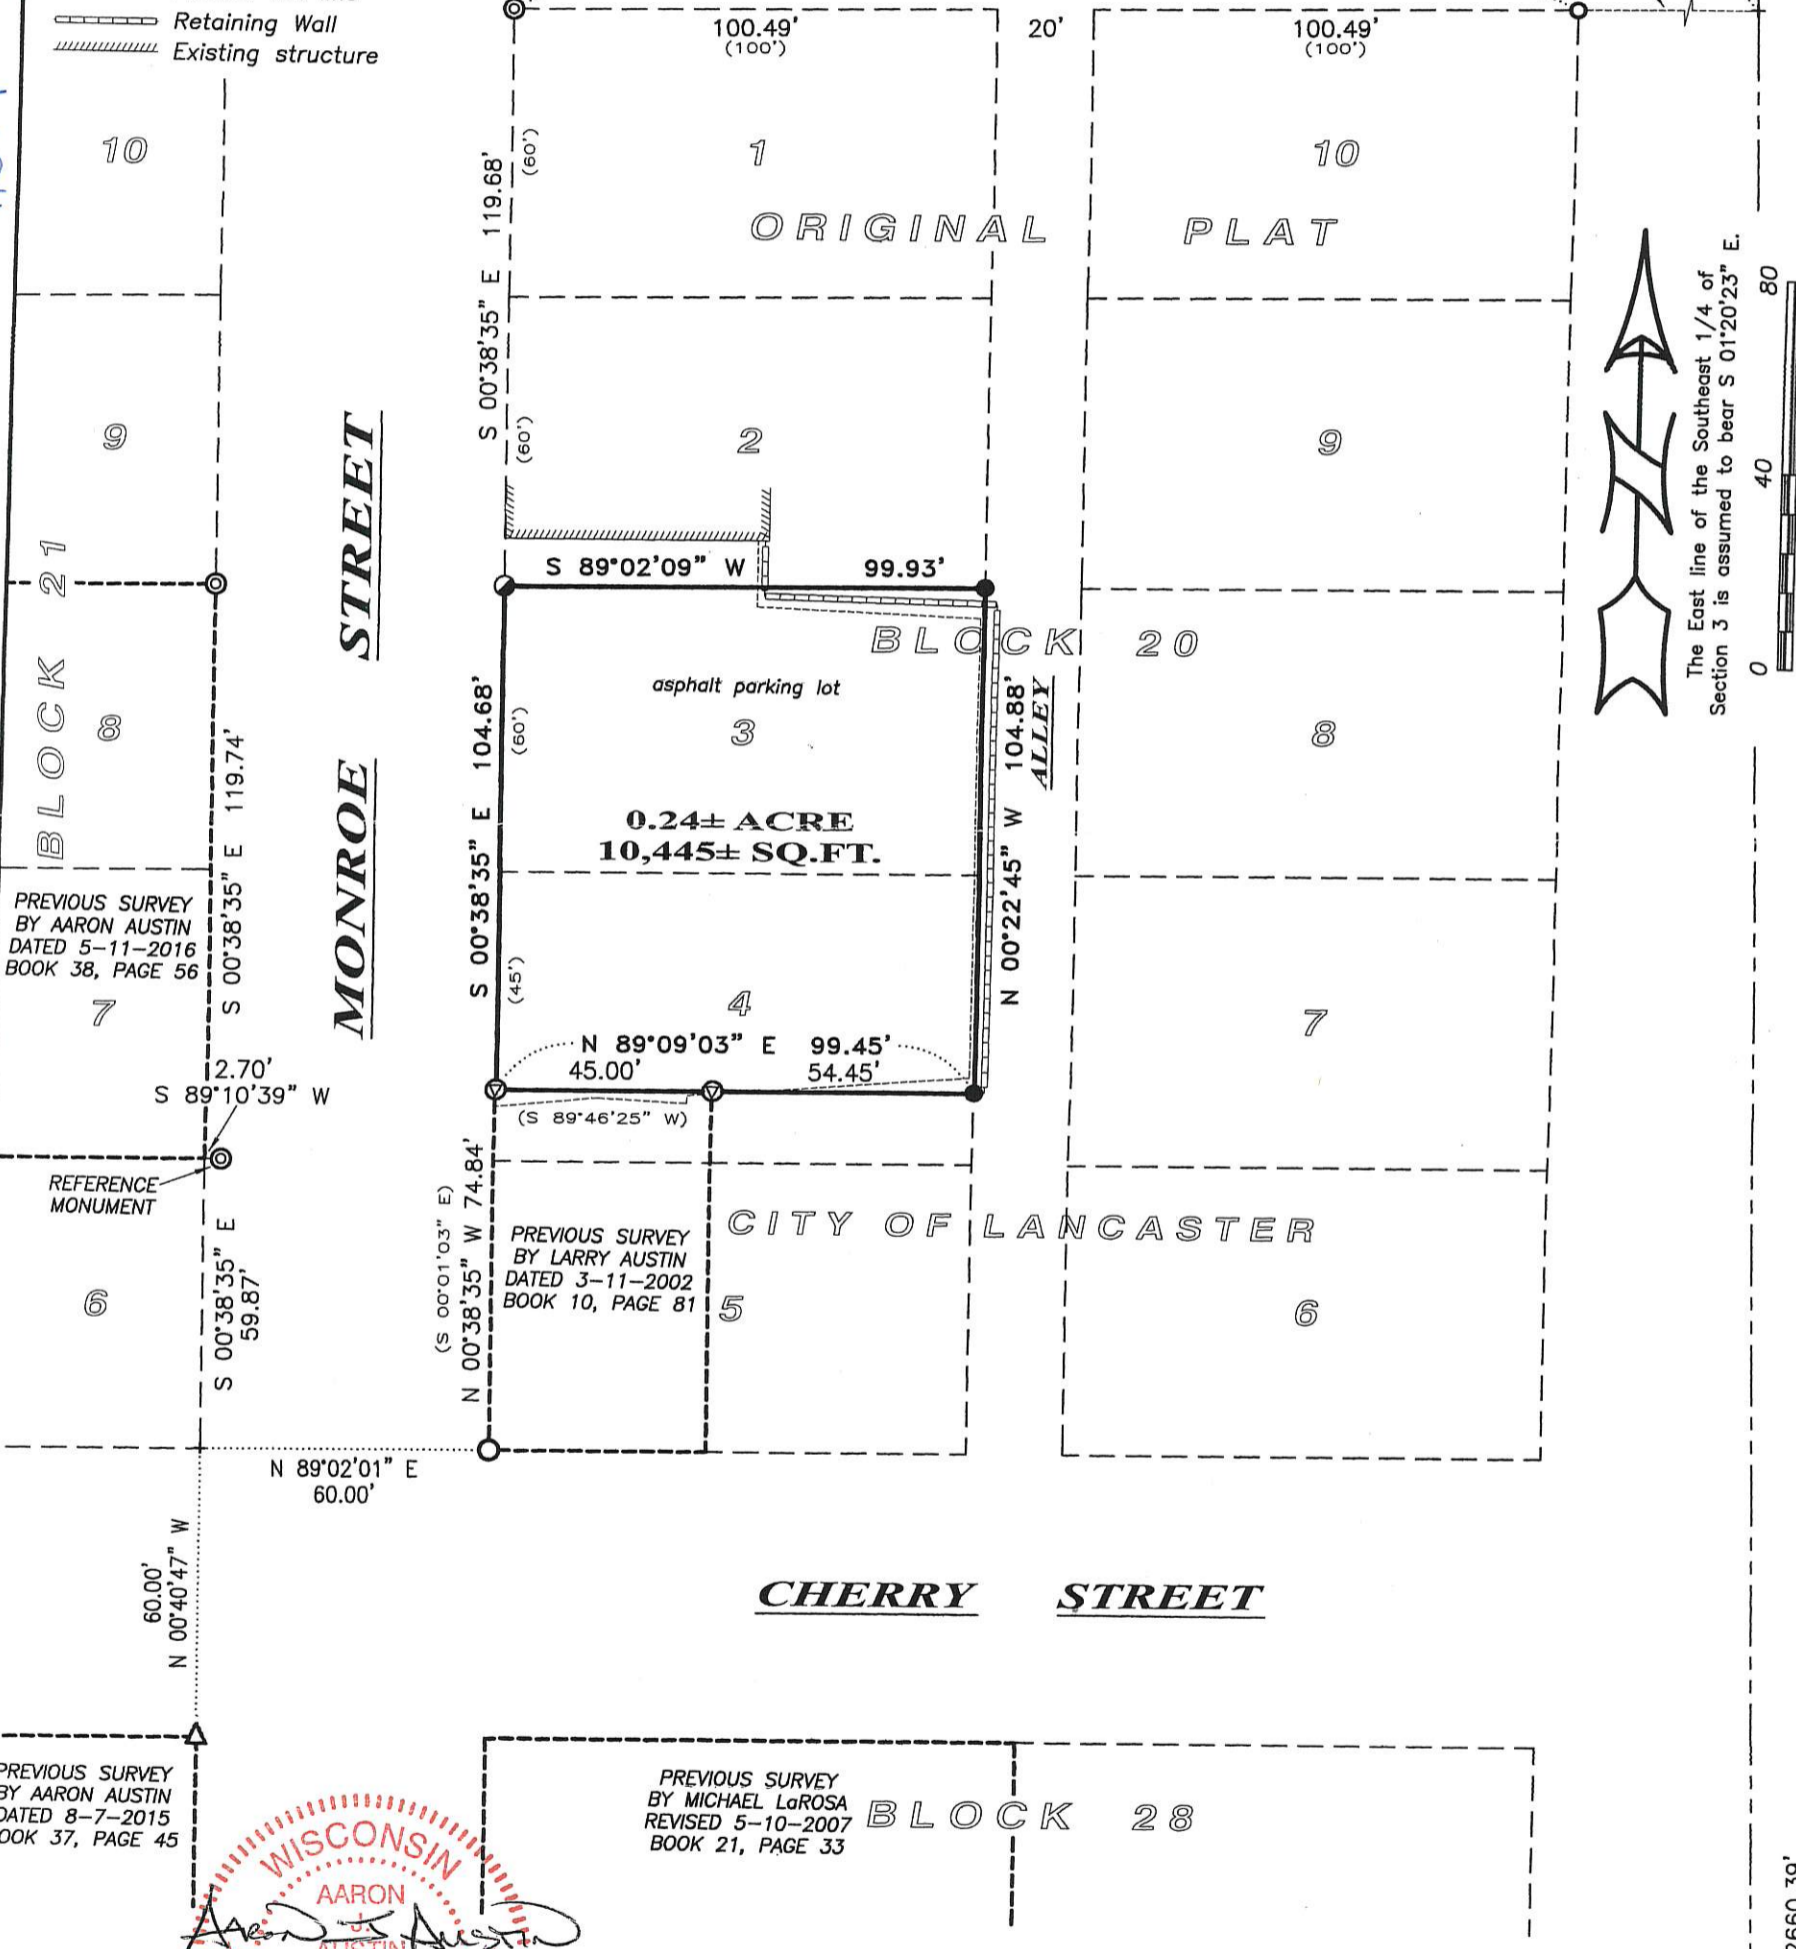 Retaining Wall
Existing structure
100.49'
(100')
20'
100.49'
(100')
10
(60')
1
10
S 00°38'35" E 119.68'
ORIGINAL PLAT
The East line of the Southeast 1/4 of
Section 3 is assumed to bear S 01°20'23" E.
0 40 80
N
9
(60')
2
9
MONROE STREET
S 89°02'09" W 99.93'
BLOCK 21
BLOCK 20
asphalt parking lot
8
(60')
3
8
S 00°38'35" E 104.68'
N 00°22'45" W 104.88'
ALLEY
S 00°38'35" E 119.74'
0.24± ACRE
10,445± SQ.FT.
PREVIOUS SURVEY
BY AARON AUSTIN
DATED 5-11-2016
BOOK 38, PAGE 56
7
(45')
4
7
N 89°09'03" E 99.45'
45.00' 54.45'
(S 89°46'25" W)
2.70'
S 89°10'39" W
REFERENCE
MONUMENT
S 00°38'35" E
59.87'
(S 00°01'03" E)
N 00°38'35" W 74.84'
PREVIOUS SURVEY
BY LARRY AUSTIN
DATED 3-11-2002
BOOK 10, PAGE 81
CITY OF LANCASTER
6
5
6
N 89°02'01" E
60.00'
60.00'
N 00°40'47" W
CHERRY STREET
PREVIOUS SURVEY
BY AARON AUSTIN
DATED 8-7-2015
OOK 37, PAGE 45
PREVIOUS SURVEY
BY MICHAEL LaROSA
REVISED 5-10-2007
BOOK 21, PAGE 33
BLOCK 28
WISCONSIN
AARON
J.
AUSTIN
Aaron J Austin
2660.39'